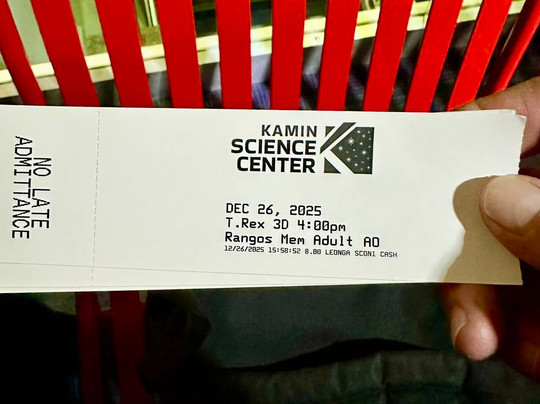 NO LATE
ADMITTANCE
KAMIN
SCIENCE
CENTER
DEC 26, 2025
T.Rex 3D 4:00pm
Rangos Mem Adult AO
12/26/2025 15:58:52 8.00 LEONGA SCON1 CASH